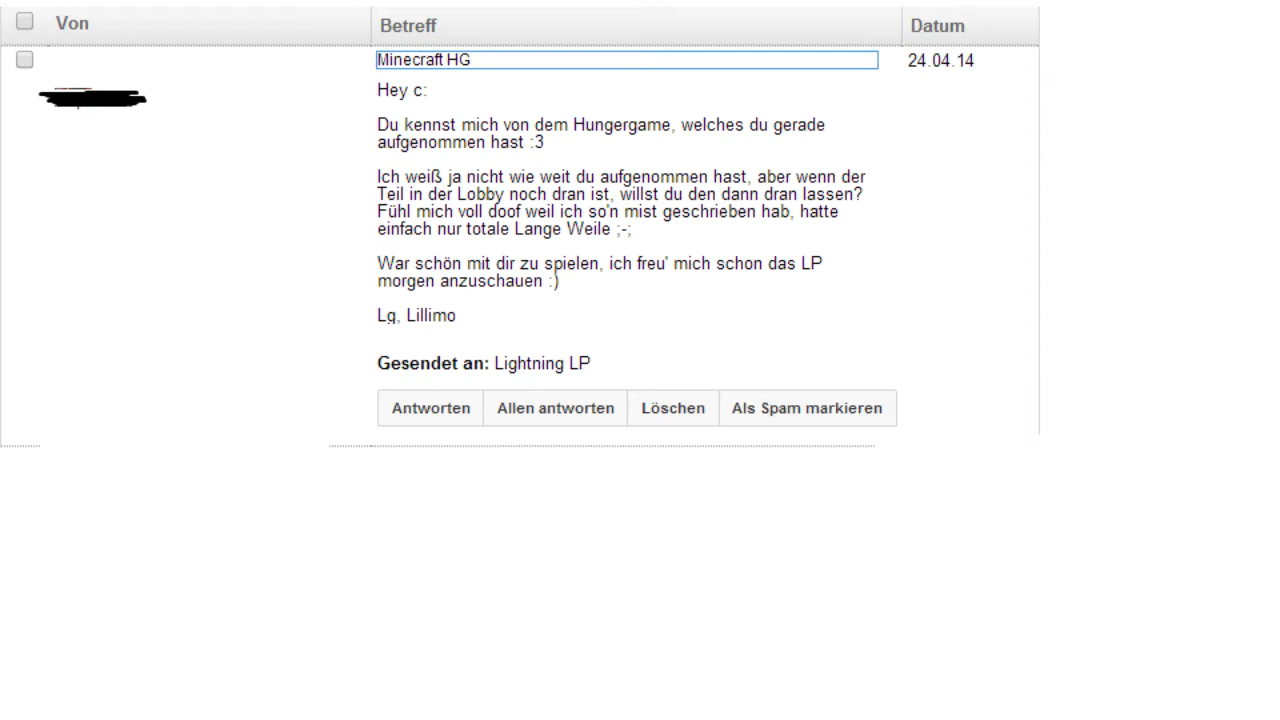 Von
Betreff
Datum
Minecraft HG
24.04.14
Hey c:
Du kennst mich von dem Hungergame, welches du gerade
aufgenommen hast :3
Ich weiß ja nicht wie weit du aufgenommen hast, aber wenn der
Teil in der Lobby noch dran ist, willst du den dann dran lassen?
Fühl mich voll doof weil ich so'n mist geschrieben hab, hatte
einfach nur totale Lange Weile ;-;
War schön mit dir zu spielen, ich freu' mich schon das LP
morgen anzuschauen :)
Lg, Lillimo
Gesendet an: Lightning LP
Antworten
Allen antworten
Löschen
Als Spam markieren